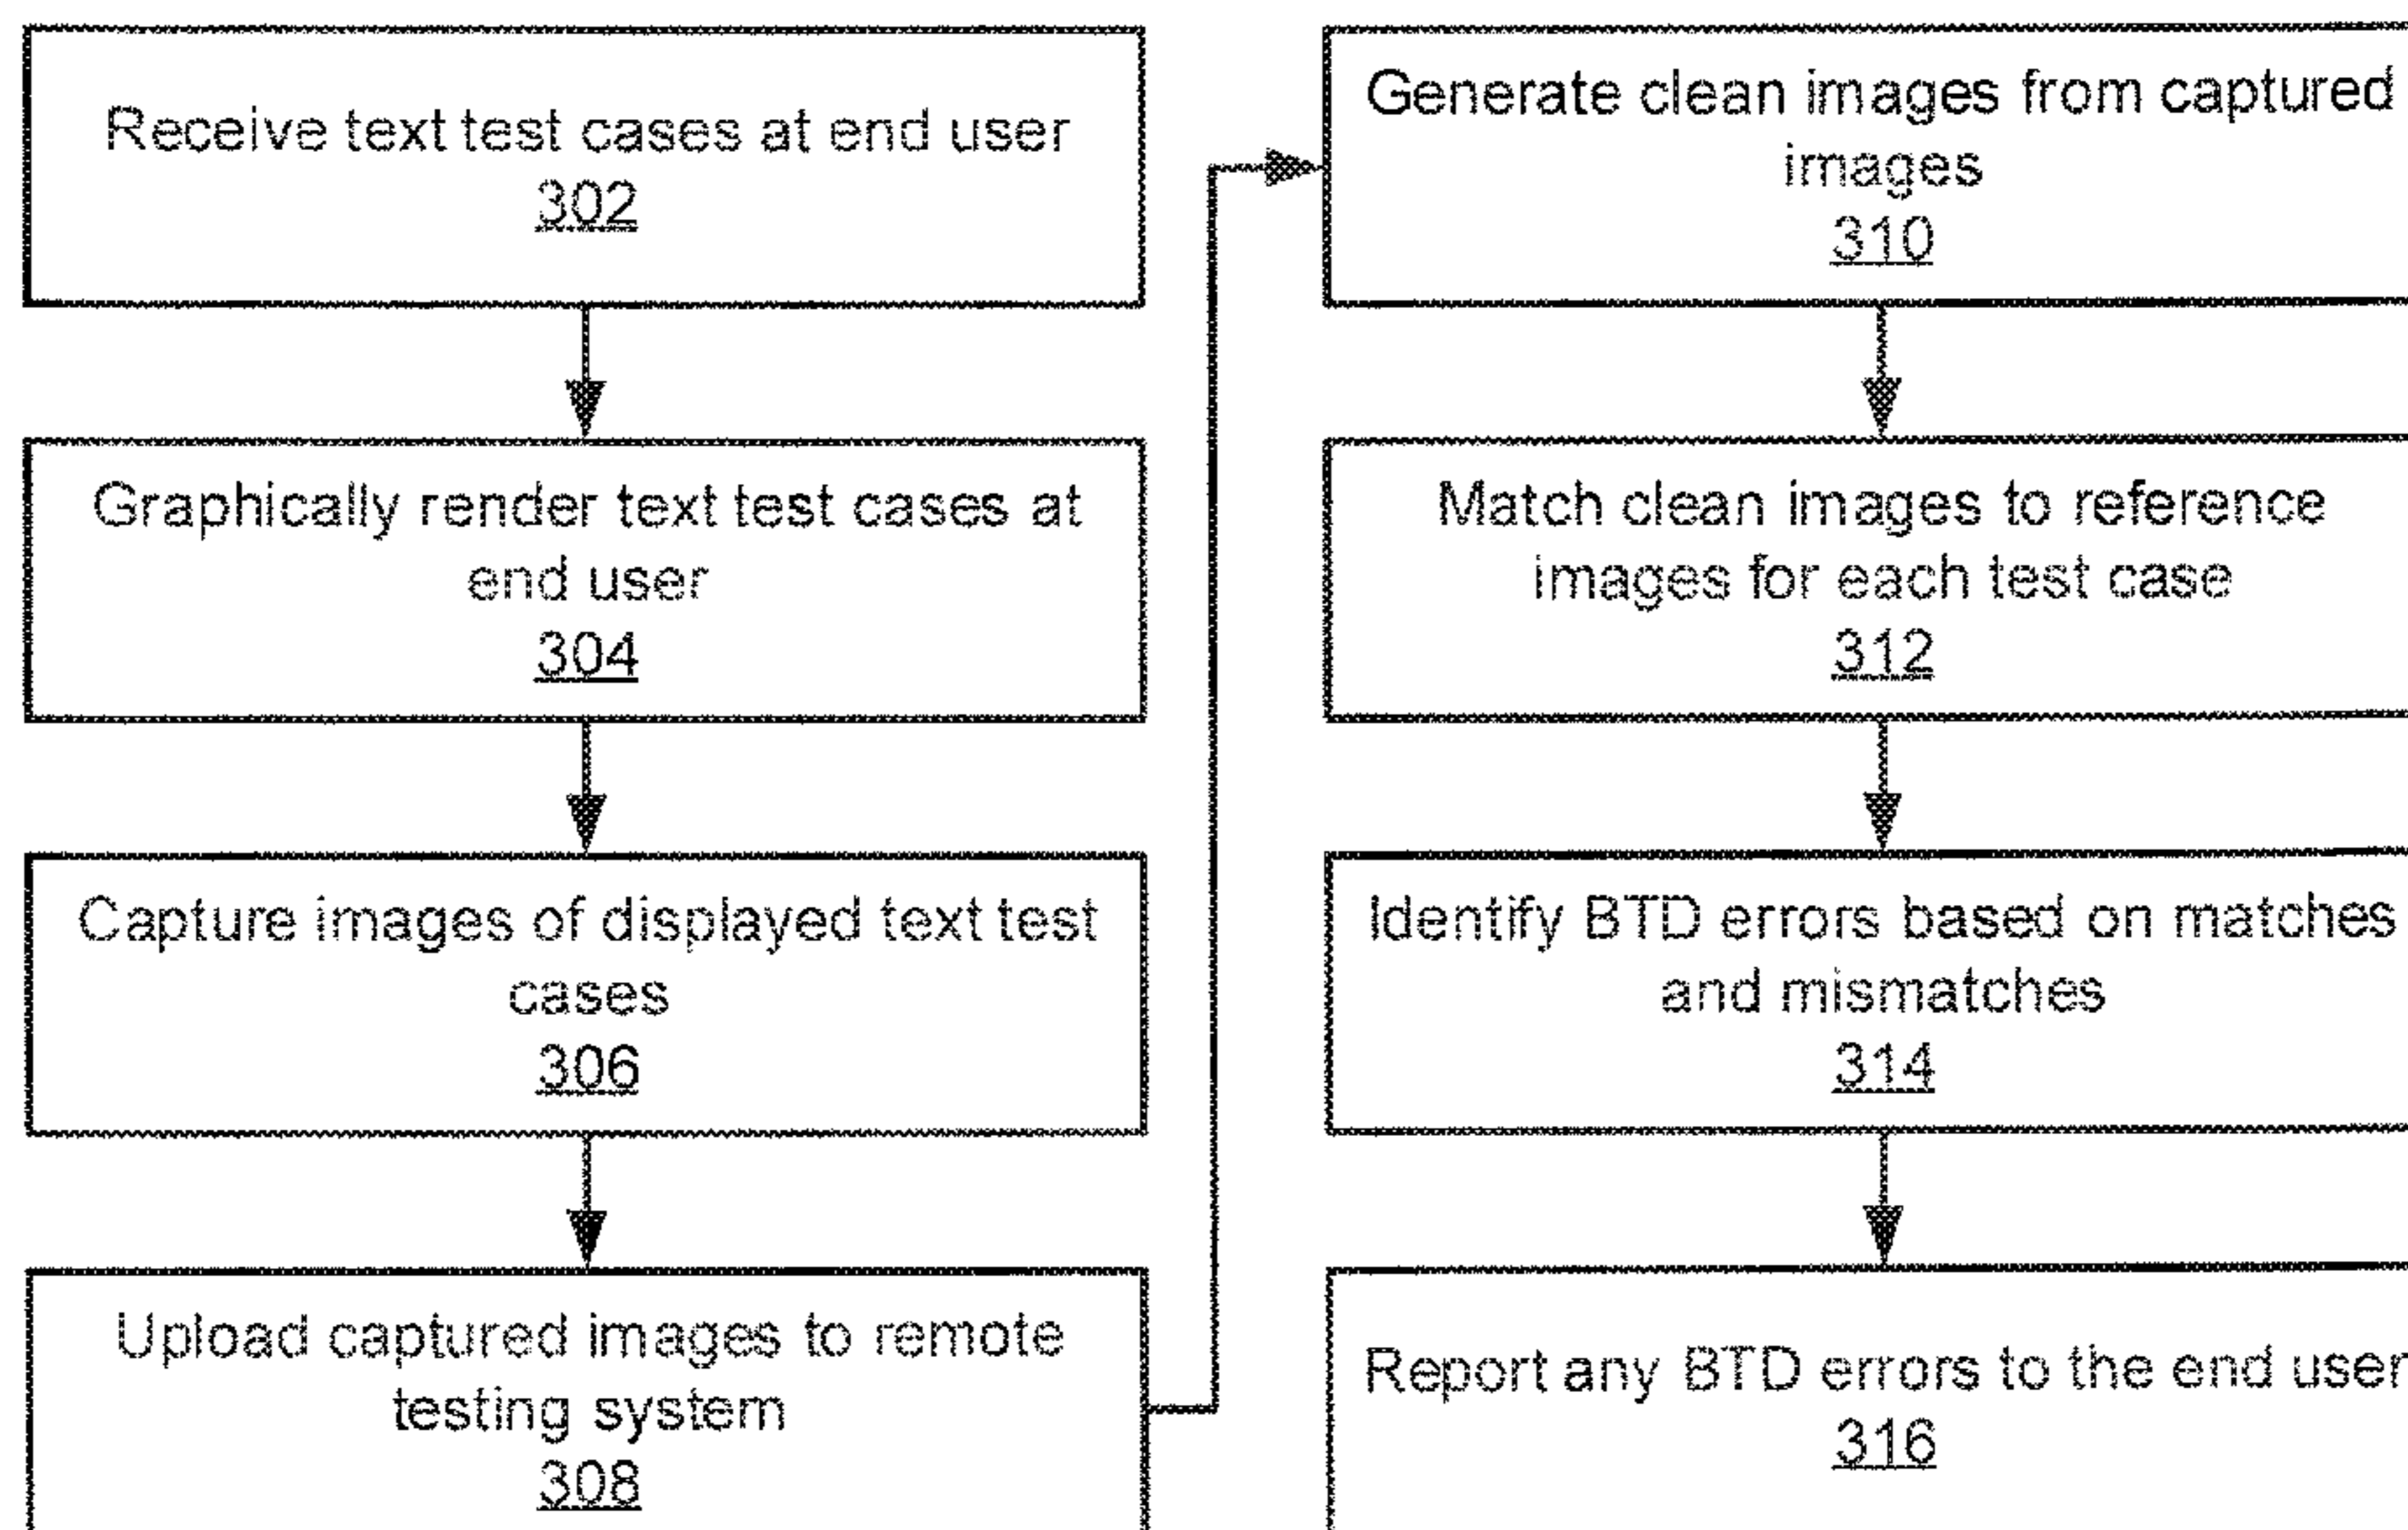 Receive text test cases at end user
302
Graphically render text test cases at
end user
304
Capture images of displayed text test
cases
306
Upload captured images to remote
testing system
308
Generate clean images from captured
images
310
Match clean images to reference
images for each test case
312
Identify BTD errors based on matches
and mismatches
314
Report any BTD errors to the end user
316